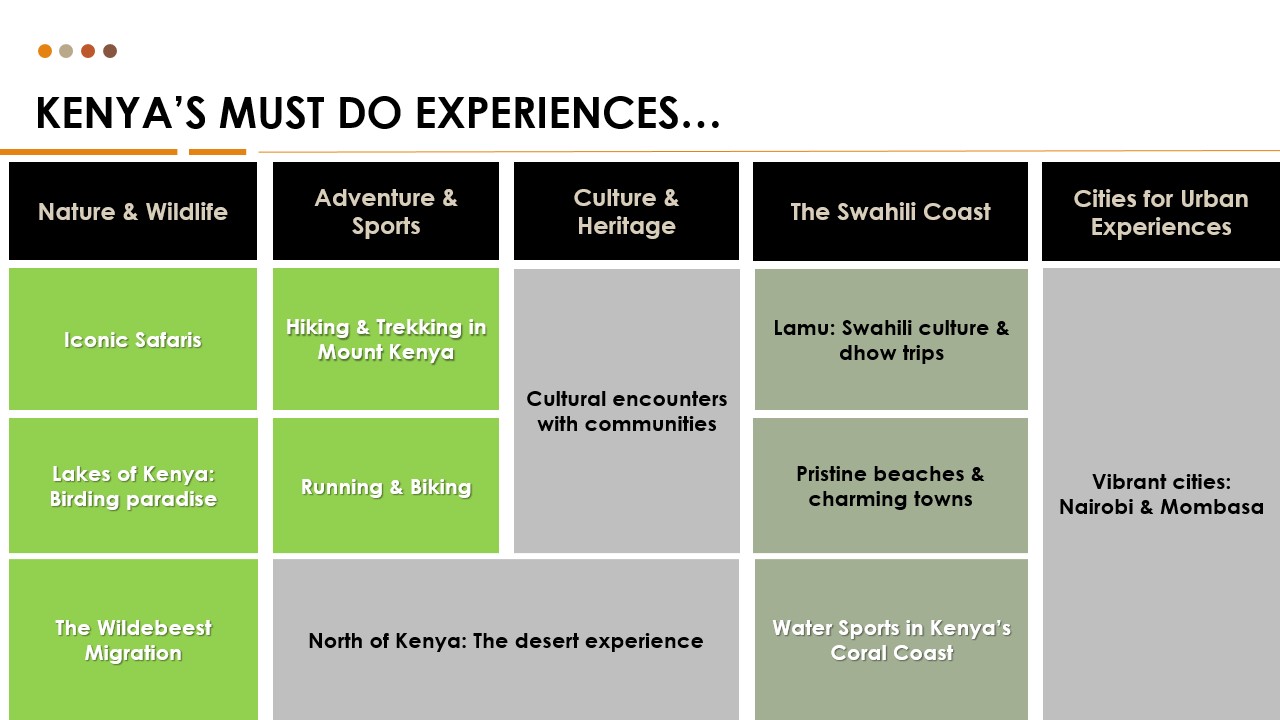 KENYA’S MUST DO EXPERIENCES…
Nature & Wildlife
Adventure &
Sports
Culture &
Heritage
The Swahili Coast
Cities for Urban
Experiences
Iconic Safaris
Lakes of Kenya:
Birding paradise
The Wildebeest
Migration
Hiking & Trekking in
Mount Kenya
Running & Biking
Cultural encounters
with communities
North of Kenya: The desert experience
Lamu: Swahili culture &
dhow trips
Pristine beaches &
charming towns
Water Sports in Kenya’s
Coral Coast
Vibrant cities:
Nairobi & Mombasa